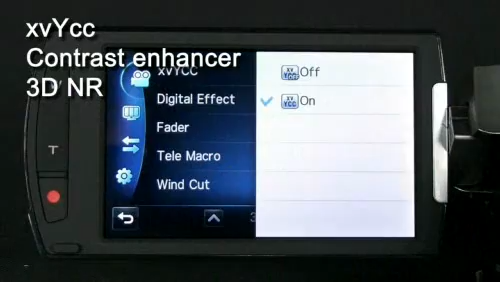 xvYcc
Contrast enhancer
3D NR
xvYCC
Off
Digital Effect
On
Fader
Tele Macro
Wind Cut
T